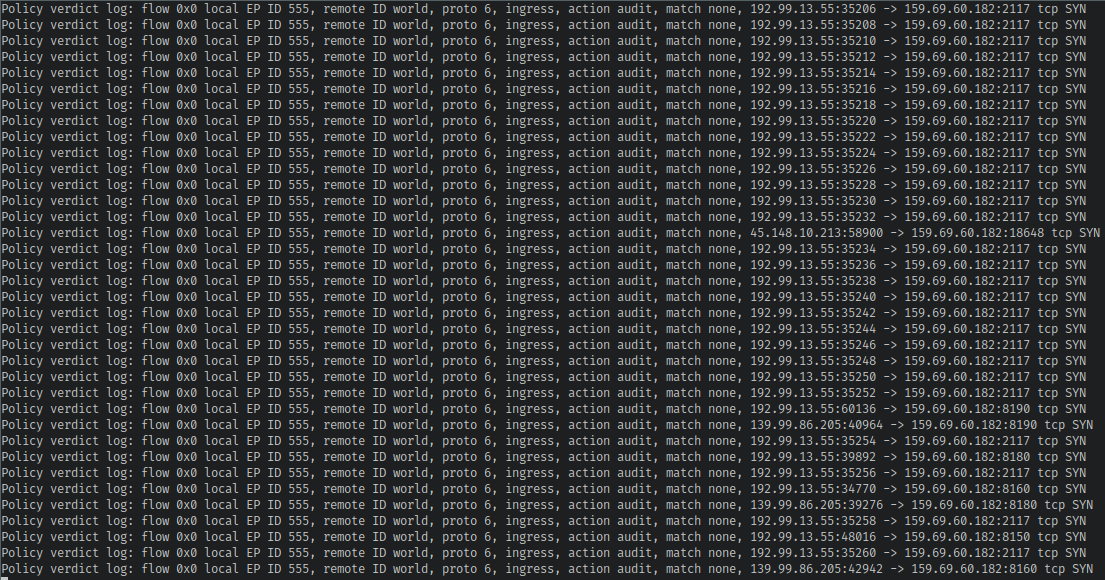 Policy verdict log: flow 0x0 local EP ID 555, remote ID world, proto 6, ingress, action audit, match none, 192.99.13.55:35206 -> 159.69.60.182:2117 tcp SYN
Policy verdict log: flow 0x0 local EP ID 555, remote ID world, proto 6, ingress, action audit, match none, 192.99.13.55:35208 -> 159.69.60.182:2117 tcp SYN
Policy verdict log: flow 0x0 local EP ID 555, remote ID world, proto 6, ingress, action audit, match none, 192.99.13.55:35210 -> 159.69.60.182:2117 tcp SYN
Policy verdict log: flow 0x0 local EP ID 555, remote ID world, proto 6, ingress, action audit, match none, 192.99.13.55:35212 -> 159.69.60.182:2117 tcp SYN
Policy verdict log: flow 0x0 local EP ID 555, remote ID world, proto 6, ingress, action audit, match none, 192.99.13.55:35214 -> 159.69.60.182:2117 tcp SYN
Policy verdict log: flow 0x0 local EP ID 555, remote ID world, proto 6, ingress, action audit, match none, 192.99.13.55:35216 -> 159.69.60.182:2117 tcp SYN
Policy verdict log: flow 0x0 local EP ID 555, remote ID world, proto 6, ingress, action audit, match none, 192.99.13.55:35218 -> 159.69.60.182:2117 tcp SYN
Policy verdict log: flow 0x0 local EP ID 555, remote ID world, proto 6, ingress, action audit, match none, 192.99.13.55:35220 -> 159.69.60.182:2117 tcp SYN
Policy verdict log: flow 0x0 local EP ID 555, remote ID world, proto 6, ingress, action audit, match none, 192.99.13.55:35222 -> 159.69.60.182:2117 tcp SYN
Policy verdict log: flow 0x0 local EP ID 555, remote ID world, proto 6, ingress, action audit, match none, 192.99.13.55:35224 -> 159.69.60.182:2117 tcp SYN
Policy verdict log: flow 0x0 local EP ID 555, remote ID world, proto 6, ingress, action audit, match none, 192.99.13.55:35226 -> 159.69.60.182:2117 tcp SYN
Policy verdict log: flow 0x0 local EP ID 555, remote ID world, proto 6, ingress, action audit, match none, 192.99.13.55:35228 -> 159.69.60.182:2117 tcp SYN
Policy verdict log: flow 0x0 local EP ID 555, remote ID world, proto 6, ingress, action audit, match none, 192.99.13.55:35230 -> 159.69.60.182:2117 tcp SYN
Policy verdict log: flow 0x0 local EP ID 555, remote ID world, proto 6, ingress, action audit, match none, 192.99.13.55:35232 -> 159.69.60.182:2117 tcp SYN
Policy verdict log: flow 0x0 local EP ID 555, remote ID world, proto 6, ingress, action audit, match none, 45.148.10.213:58900 -> 159.69.60.182:18648 tcp SYN
Policy verdict log: flow 0x0 local EP ID 555, remote ID world, proto 6, ingress, action audit, match none, 192.99.13.55:35234 -> 159.69.60.182:2117 tcp SYN
Policy verdict log: flow 0x0 local EP ID 555, remote ID world, proto 6, ingress, action audit, match none, 192.99.13.55:35236 -> 159.69.60.182:2117 tcp SYN
Policy verdict log: flow 0x0 local EP ID 555, remote ID world, proto 6, ingress, action audit, match none, 192.99.13.55:35238 -> 159.69.60.182:2117 tcp SYN
Policy verdict log: flow 0x0 local EP ID 555, remote ID world, proto 6, ingress, action audit, match none, 192.99.13.55:35240 -> 159.69.60.182:2117 tcp SYN
Policy verdict log: flow 0x0 local EP ID 555, remote ID world, proto 6, ingress, action audit, match none, 192.99.13.55:35242 -> 159.69.60.182:2117 tcp SYN
Policy verdict log: flow 0x0 local EP ID 555, remote ID world, proto 6, ingress, action audit, match none, 192.99.13.55:35244 -> 159.69.60.182:2117 tcp SYN
Policy verdict log: flow 0x0 local EP ID 555, remote ID world, proto 6, ingress, action audit, match none, 192.99.13.55:35246 -> 159.69.60.182:2117 tcp SYN
Policy verdict log: flow 0x0 local EP ID 555, remote ID world, proto 6, ingress, action audit, match none, 192.99.13.55:35248 -> 159.69.60.182:2117 tcp SYN
Policy verdict log: flow 0x0 local EP ID 555, remote ID world, proto 6, ingress, action audit, match none, 192.99.13.55:35250 -> 159.69.60.182:2117 tcp SYN
Policy verdict log: flow 0x0 local EP ID 555, remote ID world, proto 6, ingress, action audit, match none, 192.99.13.55:35252 -> 159.69.60.182:2117 tcp SYN
Policy verdict log: flow 0x0 local EP ID 555, remote ID world, proto 6, ingress, action audit, match none, 192.99.13.55:60136 -> 159.69.60.182:8190 tcp SYN
Policy verdict log: flow 0x0 local EP ID 555, remote ID world, proto 6, ingress, action audit, match none, 139.99.86.205:40964 -> 159.69.60.182:8190 tcp SYN
Policy verdict log: flow 0x0 local EP ID 555, remote ID world, proto 6, ingress, action audit, match none, 192.99.13.55:35254 -> 159.69.60.182:2117 tcp SYN
Policy verdict log: flow 0x0 local EP ID 555, remote ID world, proto 6, ingress, action audit, match none, 192.99.13.55:39892 -> 159.69.60.182:8180 tcp SYN
Policy verdict log: flow 0x0 local EP ID 555, remote ID world, proto 6, ingress, action audit, match none, 192.99.13.55:35256 -> 159.69.60.182:2117 tcp SYN
Policy verdict log: flow 0x0 local EP ID 555, remote ID world, proto 6, ingress, action audit, match none, 192.99.13.55:34770 -> 159.69.60.182:8160 tcp SYN
Policy verdict log: flow 0x0 local EP ID 555, remote ID world, proto 6, ingress, action audit, match none, 139.99.86.205:39276 -> 159.69.60.182:8180 tcp SYN
Policy verdict log: flow 0x0 local EP ID 555, remote ID world, proto 6, ingress, action audit, match none, 192.99.13.55:35258 -> 159.69.60.182:2117 tcp SYN
Policy verdict log: flow 0x0 local EP ID 555, remote ID world, proto 6, ingress, action audit, match none, 192.99.13.55:48016 -> 159.69.60.182:8150 tcp SYN
Policy verdict log: flow 0x0 local EP ID 555, remote ID world, proto 6, ingress, action audit, match none, 192.99.13.55:35260 -> 159.69.60.182:2117 tcp SYN
Policy verdict log: flow 0x0 local EP ID 555, remote ID world, proto 6, ingress, action audit, match none, 139.99.86.205:42942 -> 159.69.60.182:8160 tcp SYN